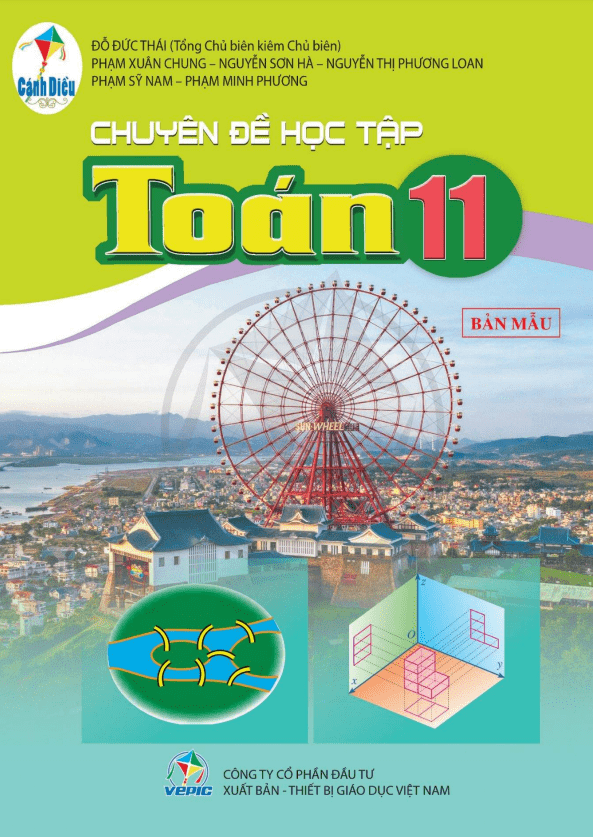 Cánh Diều
ĐỖ ĐỨC THÁI (Tổng Chủ biên kiêm Chủ biên)
PHẠM XUÂN CHUNG – NGUYỄN SƠN HÀ – NGUYỄN THỊ PHƯƠNG LOAN
PHẠM SỸ NAM – PHẠM MINH PHƯƠNG
CHUYÊN ĐỀ HỌC TẬP
Toán 11
BẢN MẪU
SUN WHEEL
z
O
x
y
VEPIC
CÔNG TY CỔ PHẦN ĐẦU TƯ
XUẤT BẢN - THIẾT BỊ GIÁO DỤC VIỆT NAM